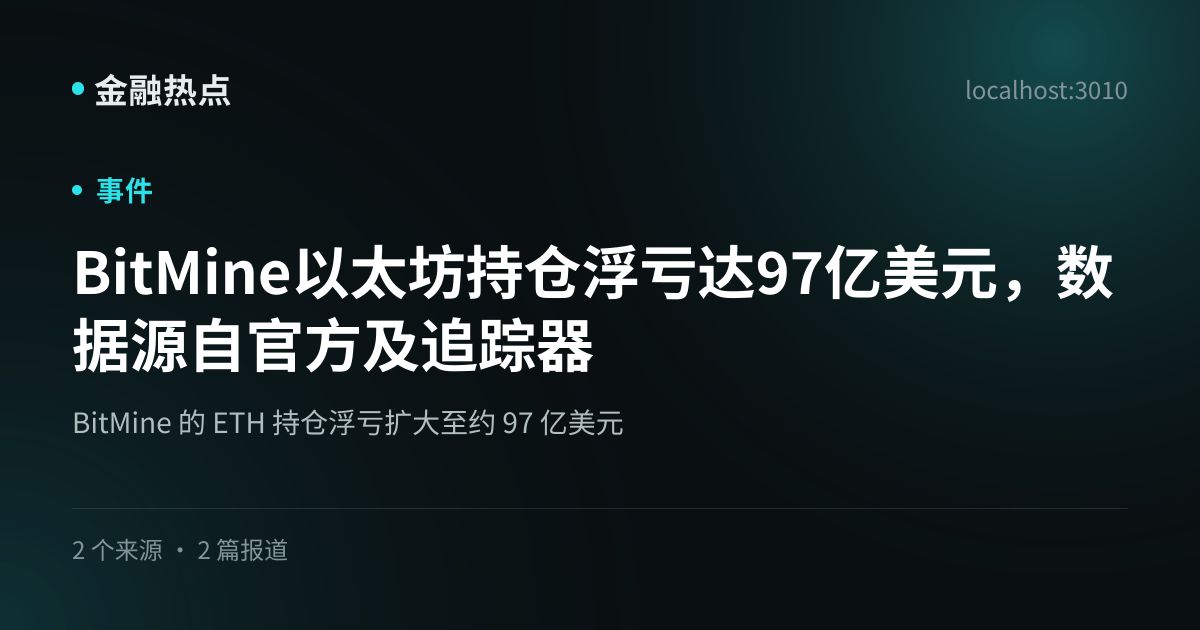 金融热点
localhost:3010
事件
BitMine以太坊持仓浮亏达97亿美元，数
据源自官方及追踪器
BitMine 的 ETH 持仓浮亏扩大至约 97 亿美元
2 个来源 · 2 篇报道